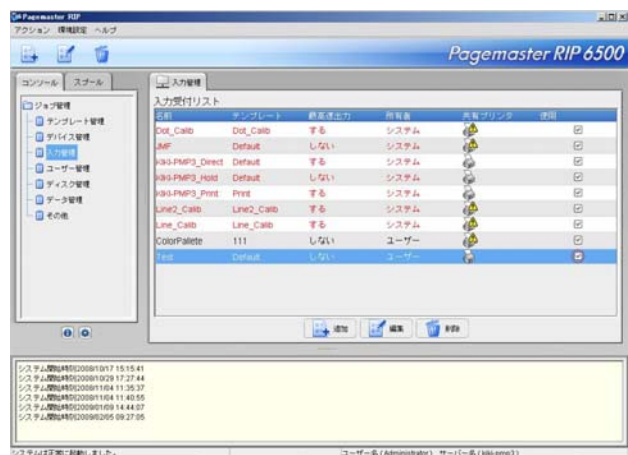 Pagemaster RIP
アクション 環境設定 ヘルプ
Pagemaster RIP 6500
コンソール スプール
ジョブ管理
テンプレート管理
デバイス管理
入力管理
ユーザー管理
ディスク管理
データ管理
その他
入力管理
入力受付リスト
名前 テンプレート 最高速出力 所有者 共有プリンタ 使用
Dot_Calib Dot_Calib する システム
JMF Default しない システム
kiki-PMP3_Direct Default する システム
kiki-PMP3_Hold Default しない システム
kiki-PMP3_Print Print する システム
Line2_Calib Line2_Calib する システム
Line_Calib Line_Calib する システム
ColorPallete 111 しない ユーザー
Test Default しない ユーザー
追加 編集 削除
システム開始時刻2008/10/17 15:15:41
システム開始時刻2008/10/29 17:27:44
システム開始時刻2008/11/04 11:35:37
システム開始時刻2008/11/04 11:40:55
システム開始時刻2009/01/09 14:44:07
システム開始時刻2009/02/05 09:27:05
システムは正常に起動しました。 ユーザー名(Administrator) サーバー名(kiki-pmp3)